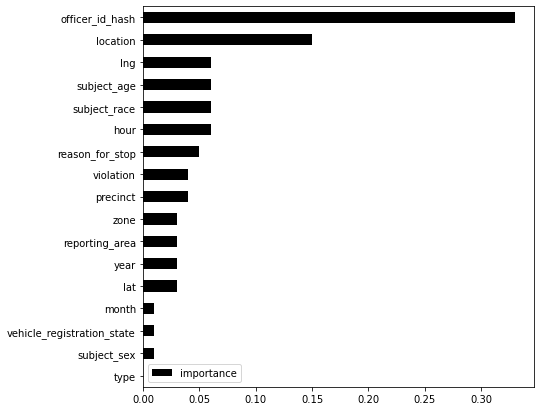 officer_id_hash
location
lng
subject_age
subject_race
hour
reason_for_stop
violation
precinct
zone
reporting_area
year
lat
month
vehicle_registration_state
subject_sex
type
importance
0.00 0.05 0.10 0.15 0.20 0.25 0.30